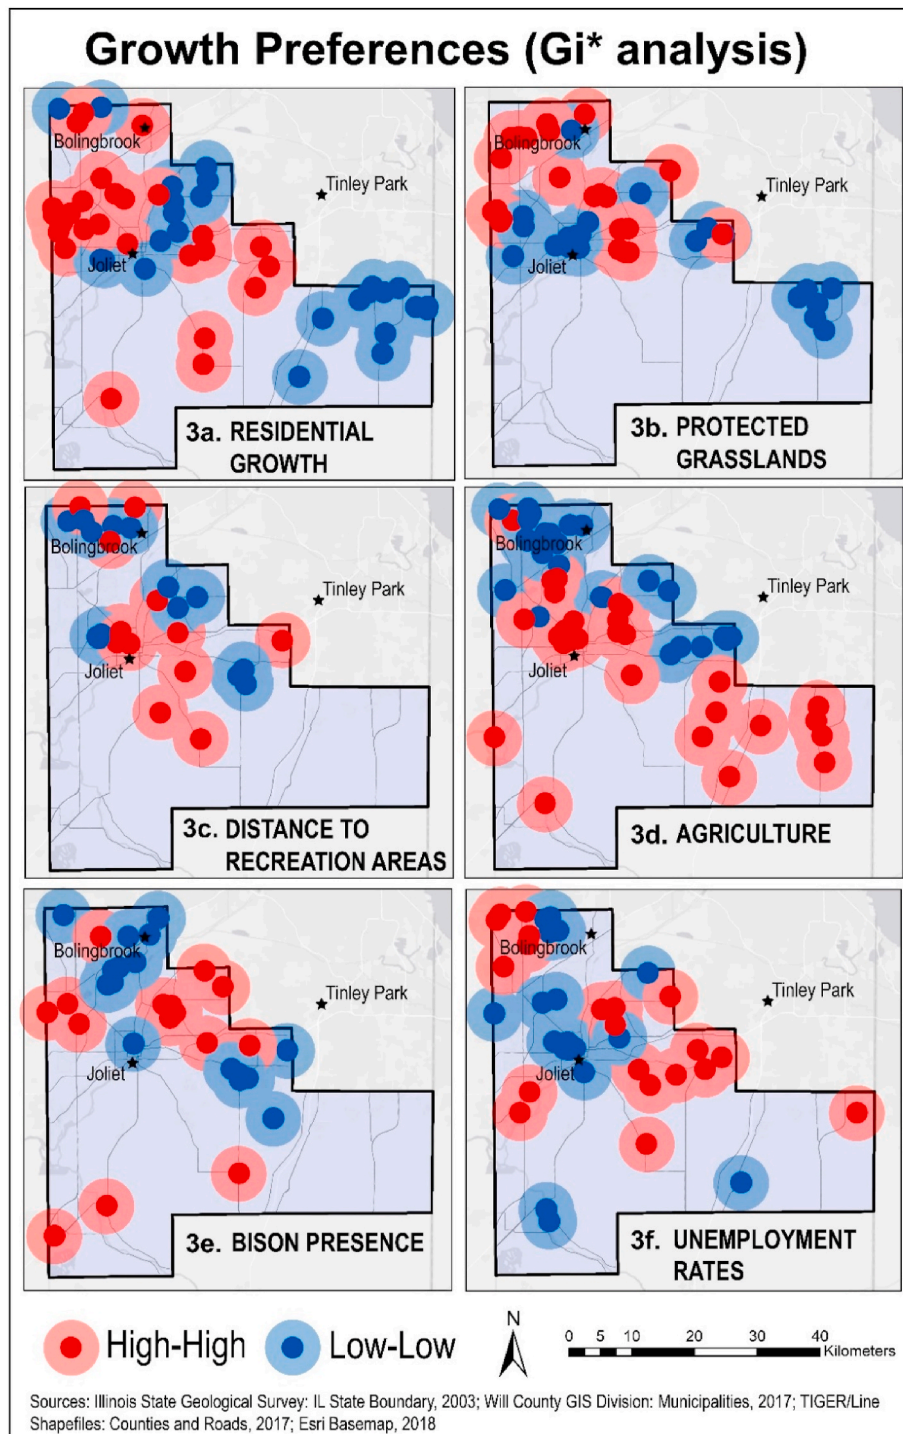 Growth Preferences (Gi* analysis)
Bolingbrook
Tinley Park
Joliet
3a. RESIDENTIAL
GROWTH
Bolingbrook
Tinley Park
Joliet
3b. PROTECTED
GRASSLANDS
Bolingbrook
Tinley Park
Joliet
3c. DISTANCE TO
RECREATION AREAS
Bolingbrook
Tinley Park
Joliet
3d. AGRICULTURE
Bolingbrook
Tinley Park
Joliet
3e. BISON PRESENCE
Bolingbrook
Tinley Park
Joliet
3f. UNEMPLOYMENT
RATES
High-High
Low-Low
N
0 5 10 20 30 40
Kilometers
Sources: Illinois State Geological Survey: IL State Boundary, 2003; Will County GIS Division: Municipalities, 2017; TIGER/Line
Shapefiles: Counties and Roads, 2017; Esri Basemap, 2018